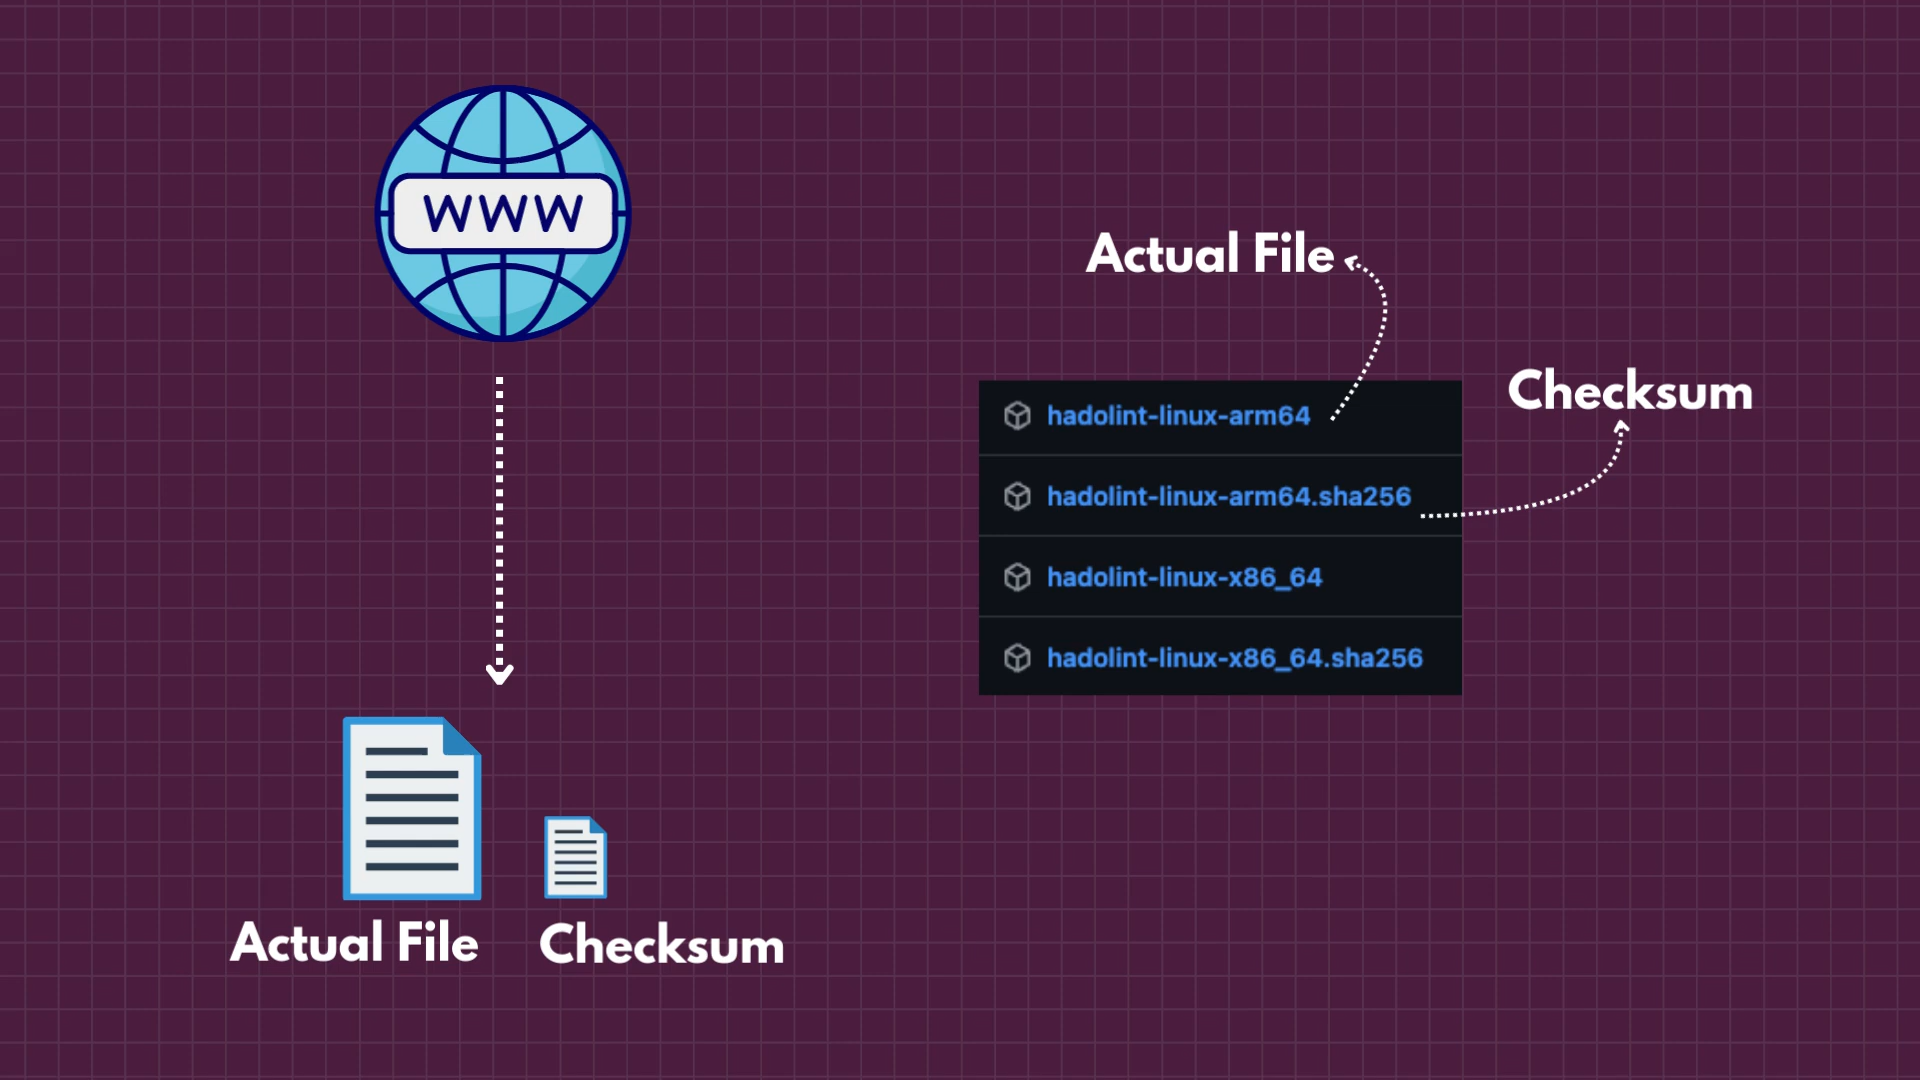 WWW
Actual File
Checksum
hadolint-linux-arm64
hadolint-linux-arm64.sha256
hadolint-linux-x86_64
hadolint-linux-x86_64.sha256
Actual File
Checksum